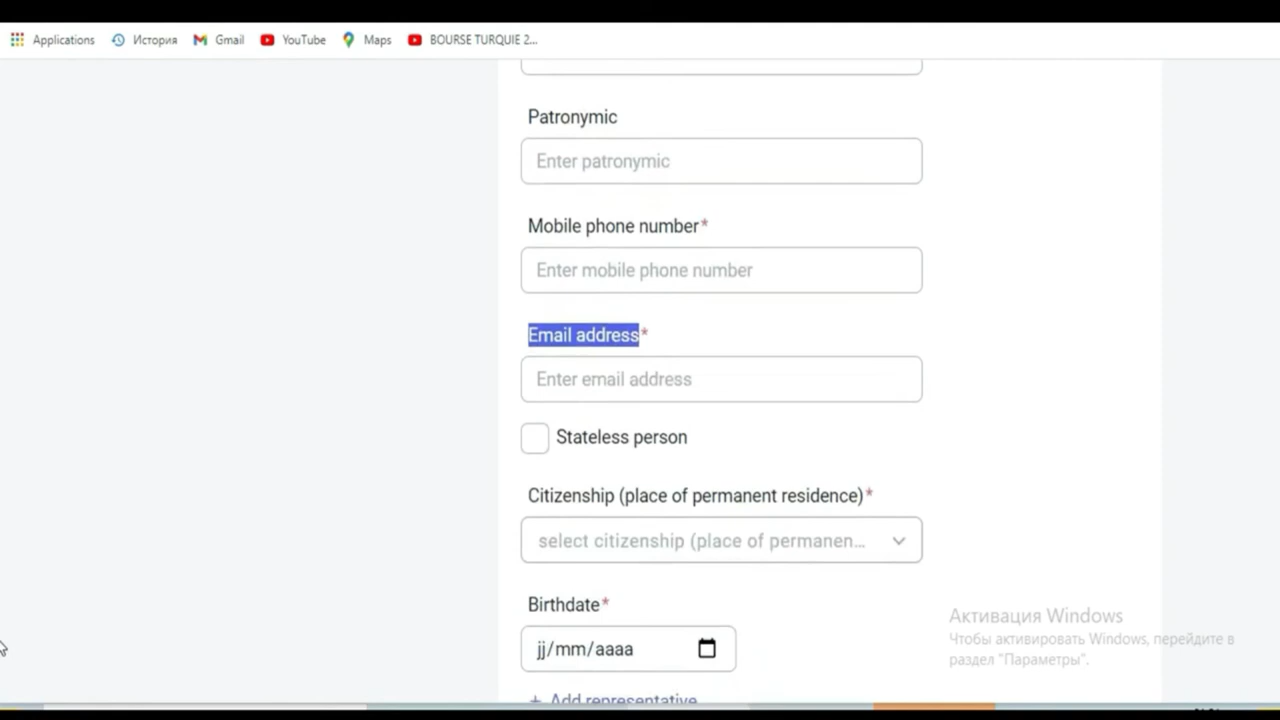 Applications История Gmail YouTube Maps BOURSE TURQUIE 2...
Patronymic
Enter patronymic
Mobile phone number*
Enter mobile phone number
Email address*
Enter email address
Stateless person
Citizenship (place of permanent residence)*
select citizenship (place of permanen...
Birthdate*
jj/mm/aaaa
+ Add representative
Активация Windows
Чтобы активировать Windows, перейдите в
раздел "Параметры".